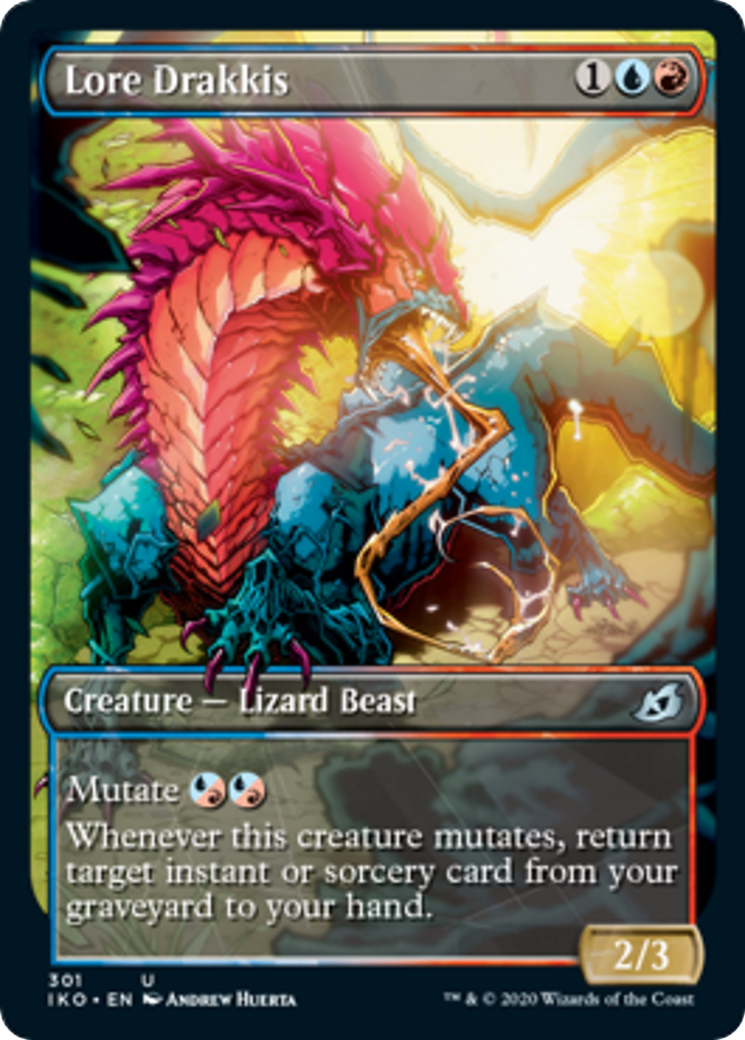 Lore Drakkis 1
Creature — Lizard Beast
Mutate
Whenever this creature mutates, return
target instant or sorcery card from your
graveyard to your hand.
2/3
301 U
IKO • EN Andrew Huerta
™ & © 2020 Wizards of the Coast